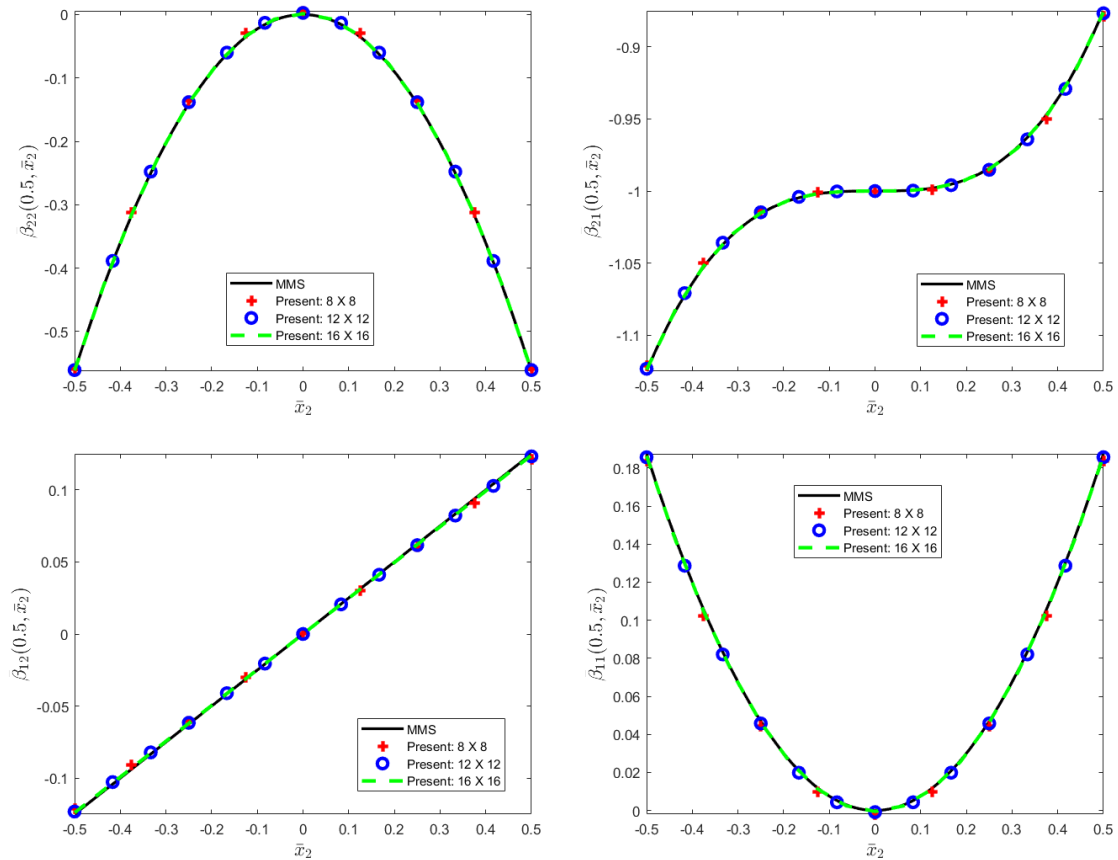 0
-0.1
-0.2
-0.3
-0.4
-0.5
β22(0.5, x̄2)
MMS
Present: 8 X 8
Present: 12 X 12
Present: 16 X 16
-0.5 -0.4 -0.3 -0.2 -0.1 0 0.1 0.2 0.3 0.4 0.5
x̄2
-0.9
-0.95
-1
-1.05
-1.1
β21(0.5, x̄2)
MMS
Present: 8 X 8
Present: 12 X 12
Present: 16 X 16
-0.5 -0.4 -0.3 -0.2 -0.1 0 0.1 0.2 0.3 0.4 0.5
x̄2
0.1
0.05
0
-0.05
-0.1
β12(0.5, x̄2)
MMS
Present: 8 X 8
Present: 12 X 12
Present: 16 X 16
-0.5 -0.4 -0.3 -0.2 -0.1 0 0.1 0.2 0.3 0.4 0.5
x̄2
0.18
0.16
0.14
0.12
0.1
0.08
0.06
0.04
0.02
0
β11(0.5, x̄2)
MMS
Present: 8 X 8
Present: 12 X 12
Present: 16 X 16
-0.5 -0.4 -0.3 -0.2 -0.1 0 0.1 0.2 0.3 0.4 0.5
x̄2